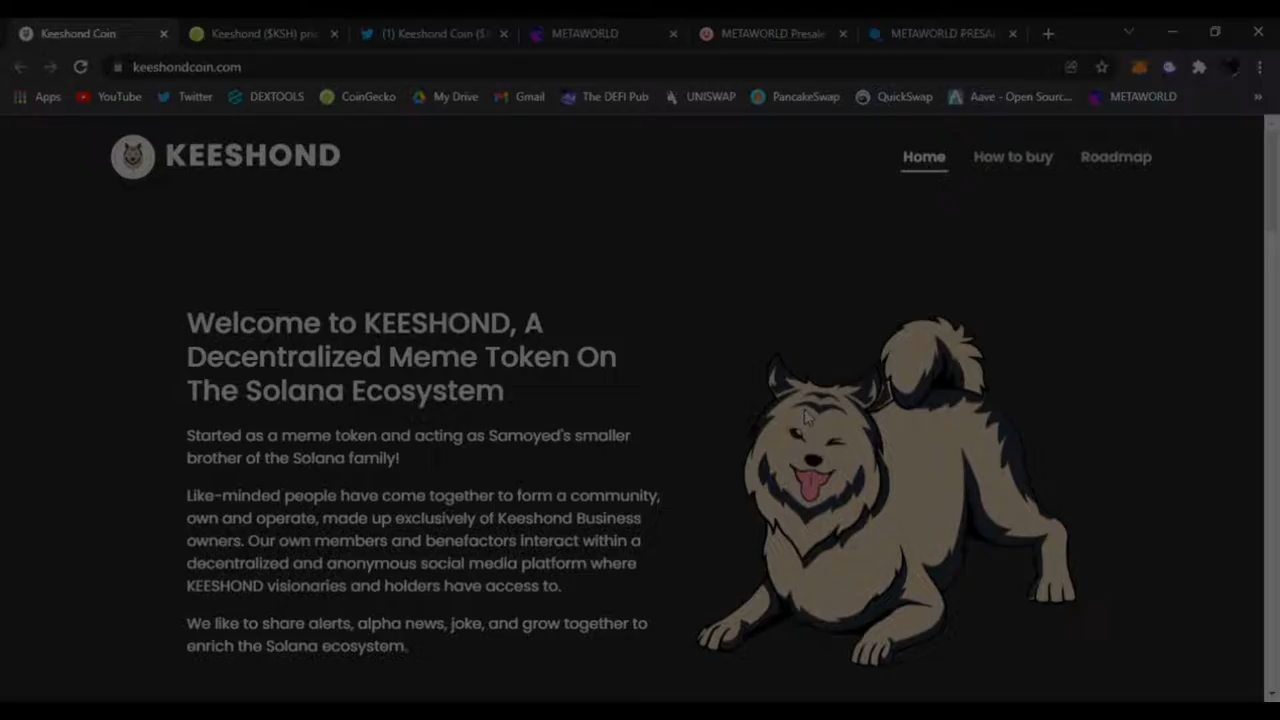 Keeshond Coin
Keeshond ($KSH) pric
(1) Keeshond Coin ($
METAWORLD
METAWORLD Presale
METAWORLD PRESA
keeshondcoin.com
Apps
YouTube
Twitter
DEXTOOLS
CoinGecko
My Drive
Gmail
The DEFI Pub
UNISWAP
PancakeSwap
QuickSwap
Aave - Open Sourc...
METAWORLD
KEESHOND
Home
How to buy
Roadmap
Welcome to KEESHOND, A
Decentralized Meme Token On
The Solana Ecosystem
Started as a meme token and acting as Samoyed's smaller
brother of the Solana family!
Like-minded people have come together to form a community,
own and operate, made up exclusively of Keeshond Business
owners. Our own members and benefactors interact within a
decentralized and anonymous social media platform where
KEESHOND visionaries and holders have access to.
We like to share alerts, alpha news, joke, and grow together to
enrich the Solana ecosystem.